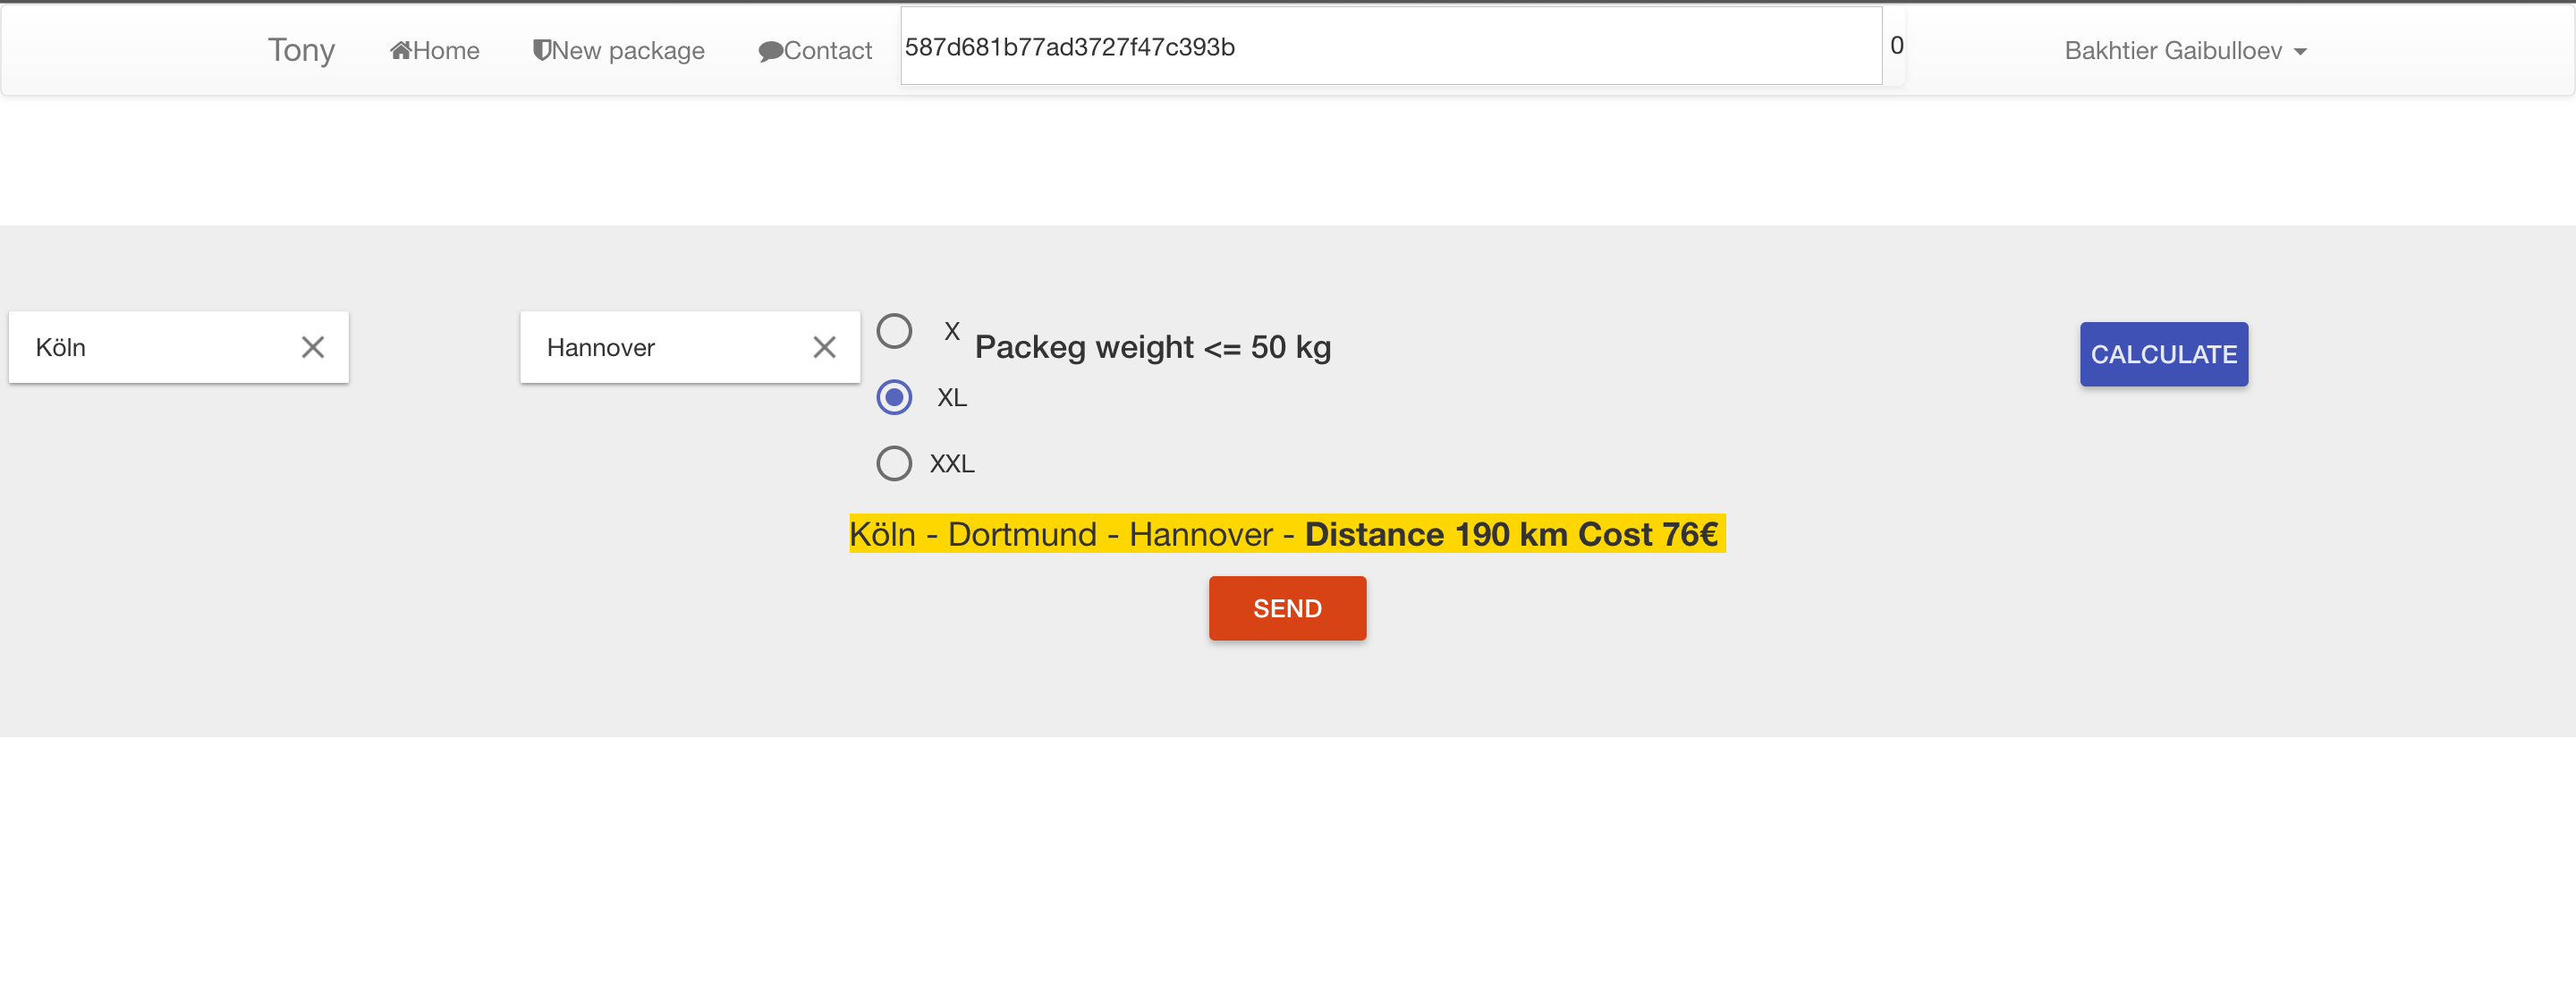 Tony Home New package Contact 587d681b77ad3727f47c393b 0 Bakhtier Gaibulloev
Köln
Hannover
X
Packeg weight <= 50 kg
XL
XXL
CALCULATE
Köln - Dortmund - Hannover - Distance 190 km Cost 76€
SEND